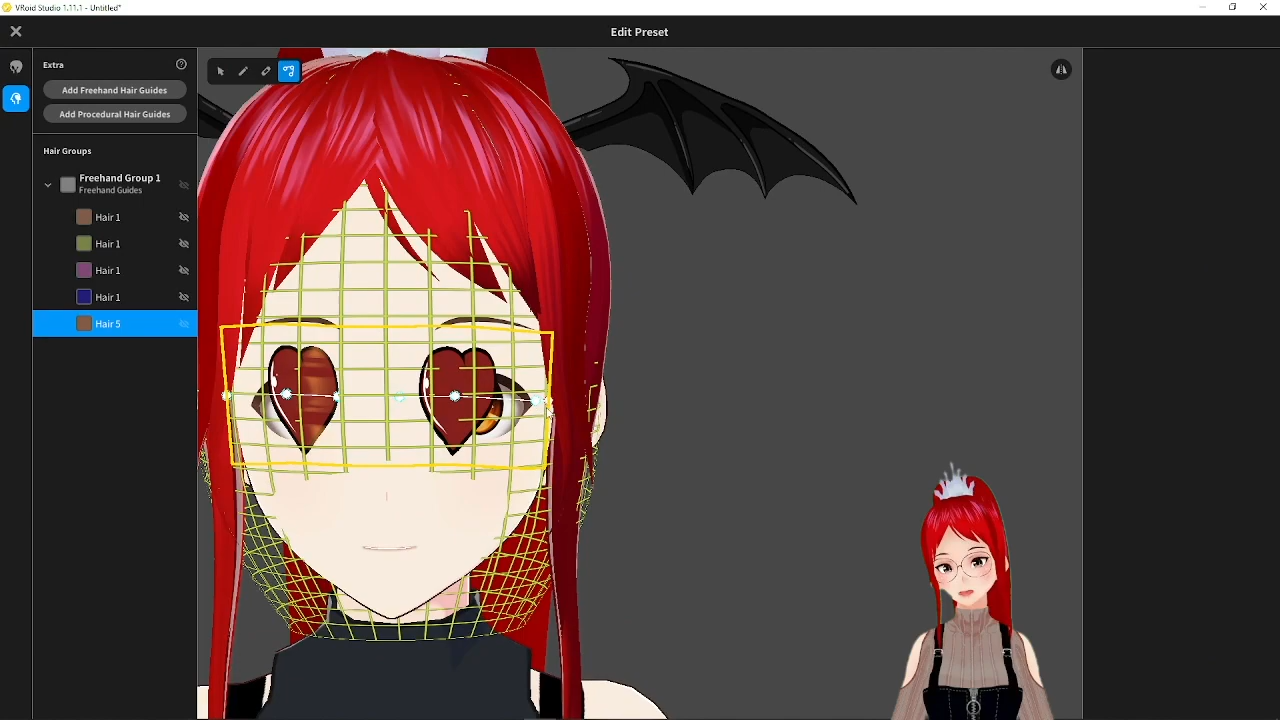 VRoid Studio 1.11.1 - Untitled*
Edit Preset
Extra
Add Freehand Hair Guides
Add Procedural Hair Guides
Hair Groups
Freehand Group 1
Freehand Guides
Hair 1
Hair 1
Hair 1
Hair 1
Hair 5